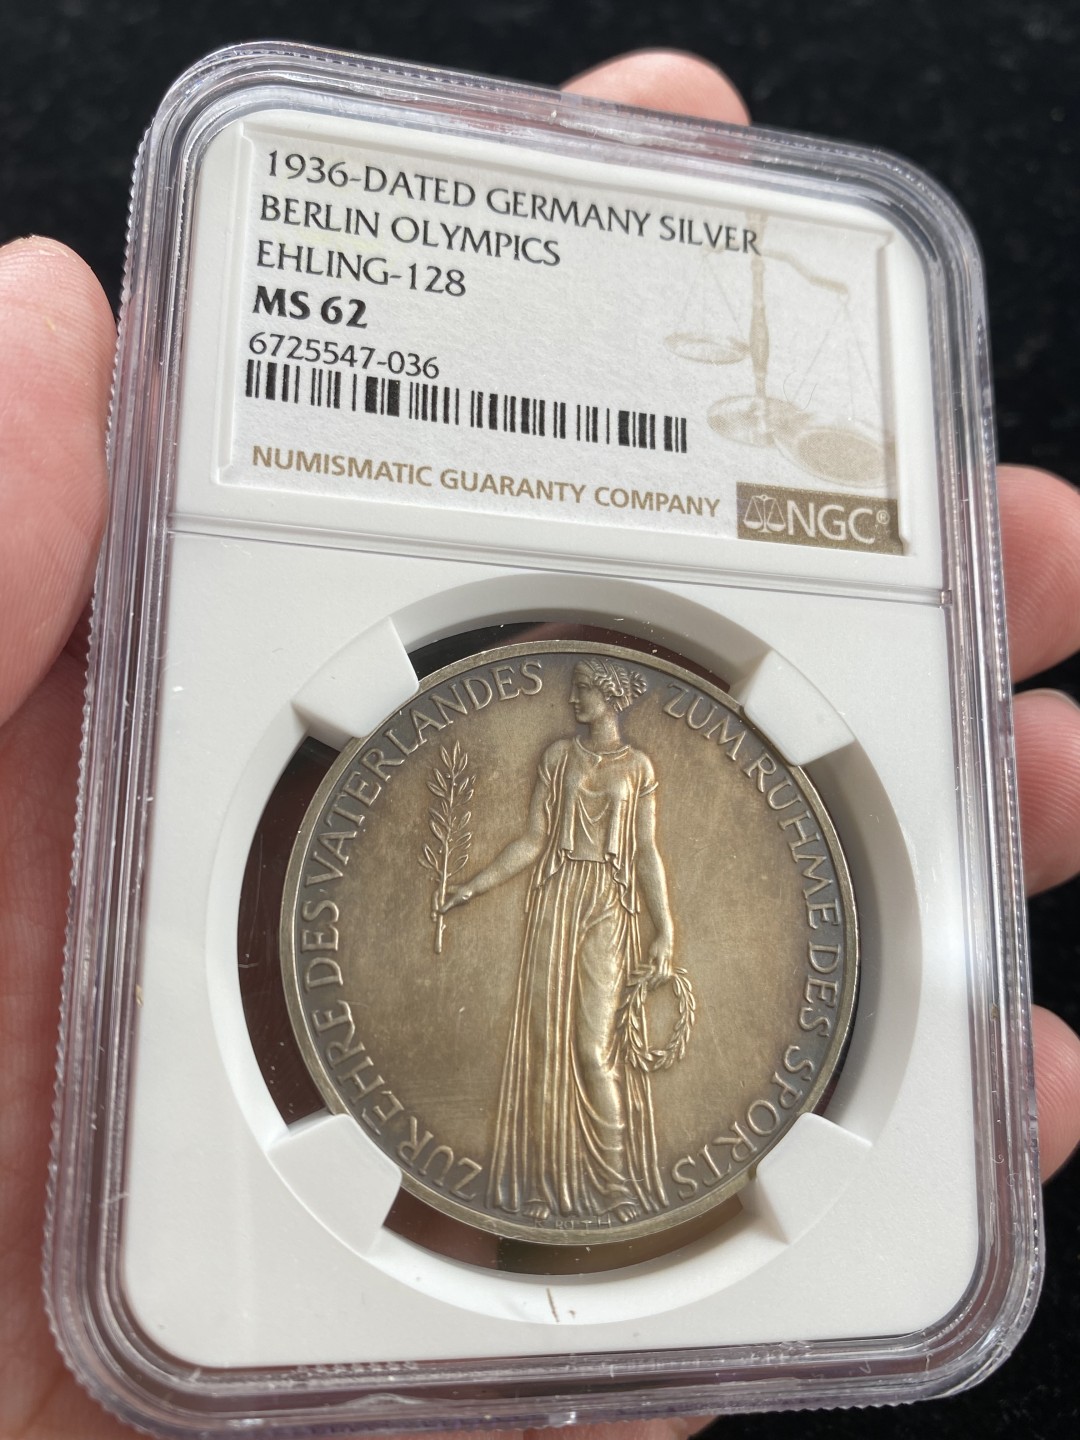 1936-DATED GERMANY SILVER
BERLIN OLYMPICS
EHLING-128
MS 62
6725547-036
NUMISMATIC GUARANTY COMPANY
NGC®
ZUR EHRE DES VATERLANDES
ZUM RUHME DES SPORTS